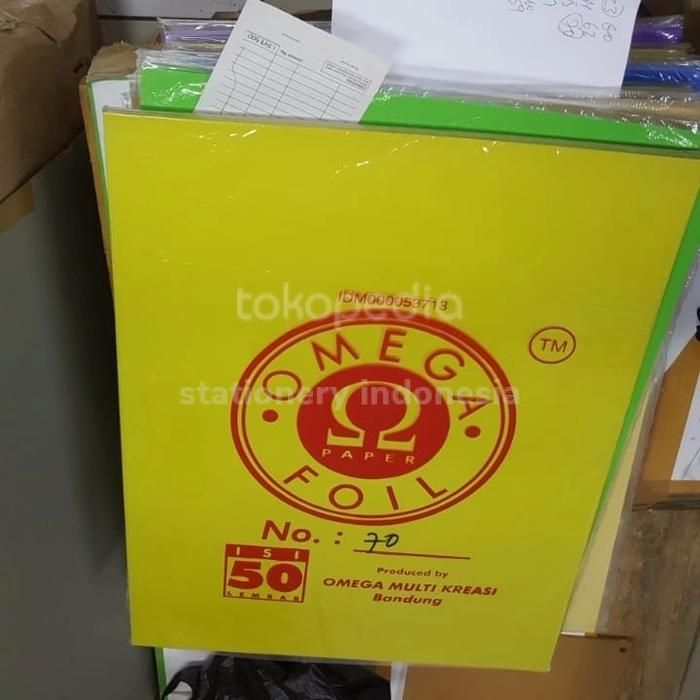 tokopedia
stationery indonesia
IDM000053713
OMEGA
Ω
PAPER
FOIL
TM
No. : 70
ISI
50
LEMBAR
Produced by
OMEGA MULTI KREASI
Bandung